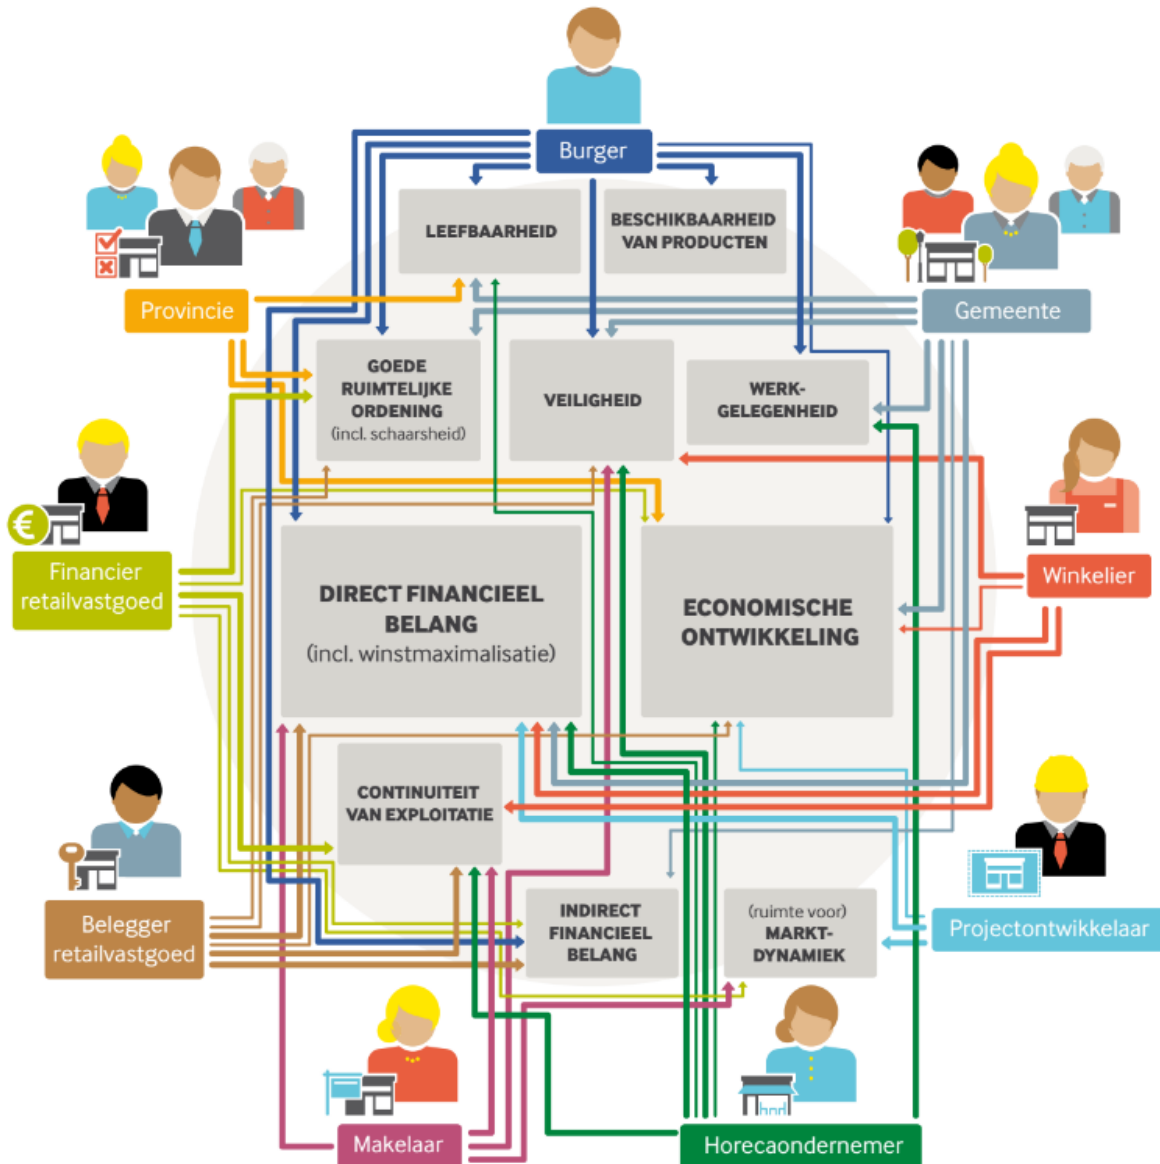 Burger
LEEFBAARHEID
BESCHIKBAARHEID
VAN PRODUCTEN
Provincie
Gemeente
GOEDE
RUIMTELIJKE
ORDENING
(incl. schaarsheid)
VEILIGHEID
WERK-
GELEGENHEID
€
Financier
retailvastgoed
Winkelier
DIRECT FINANCIEEL
BELANG
(incl. winstmaximalisatie)
ECONOMISCHE
ONTWIKKELING
CONTINUITEIT
VAN EXPLOITATIE
Belegger
retailvastgoed
INDIRECT
FINANCIEEL
BELANG
(ruimte voor)
MARKT-
DYNAMIEK
Projectontwikkelaar
Makelaar
Horecaondernemer